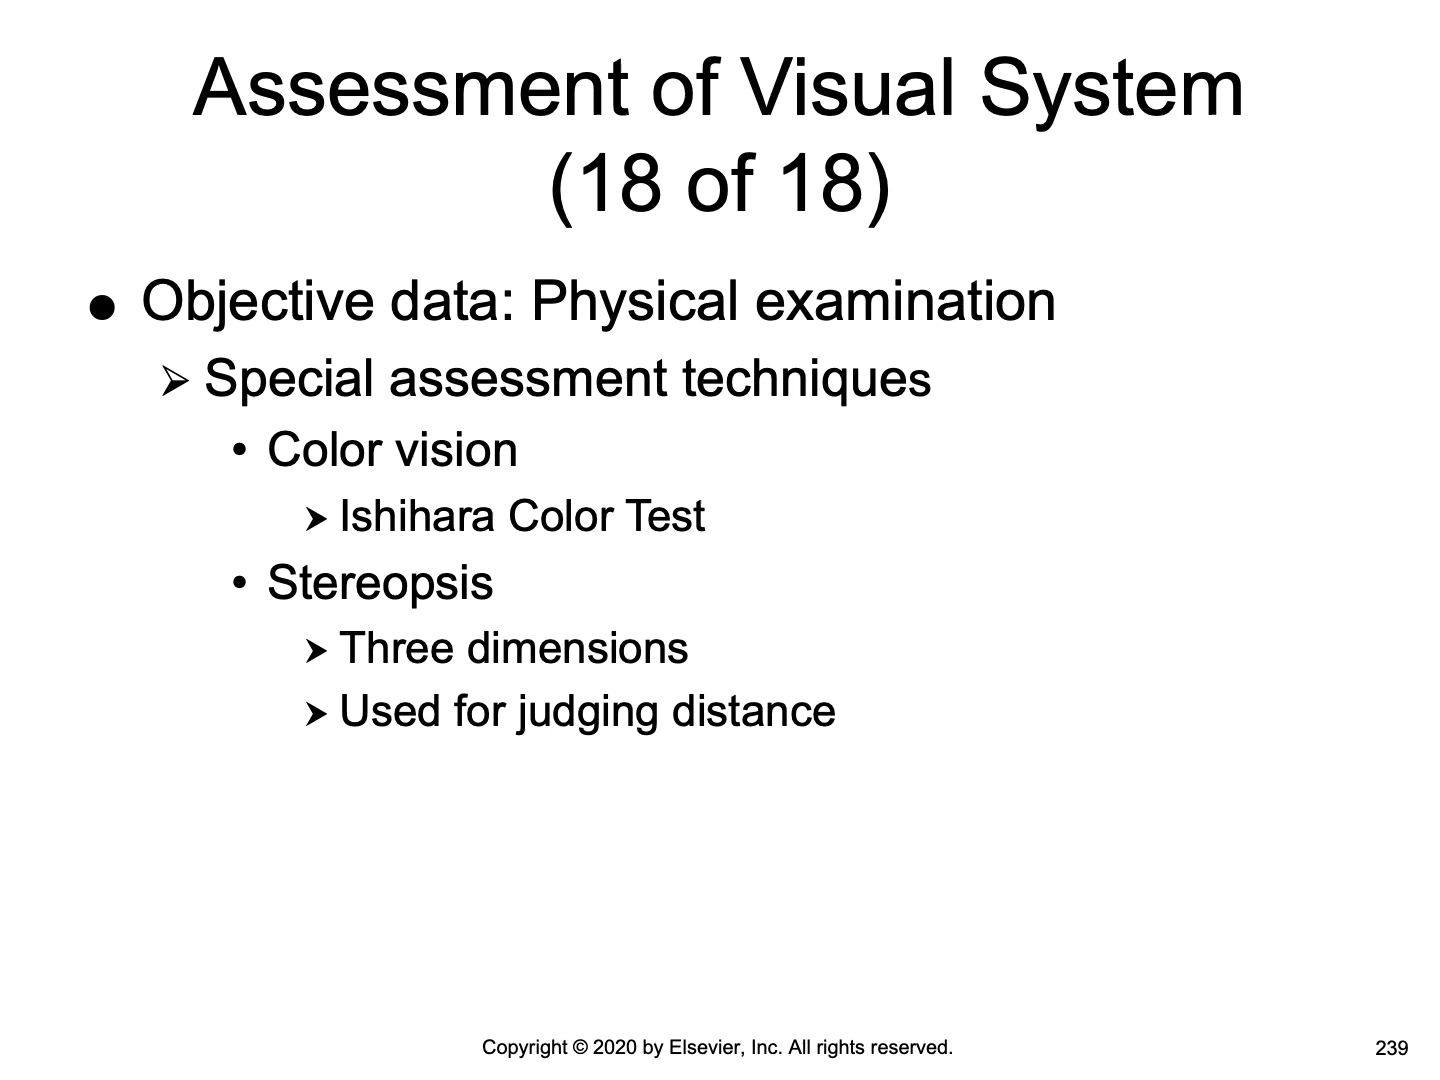 Assessment of Visual System
(18 of 18)
● Objective data: Physical examination
➢ Special assessment techniques
• Color vision
➤ Ishihara Color Test
• Stereopsis
➤ Three dimensions
➤ Used for judging distance
Copyright © 2020 by Elsevier, Inc. All rights reserved.
239